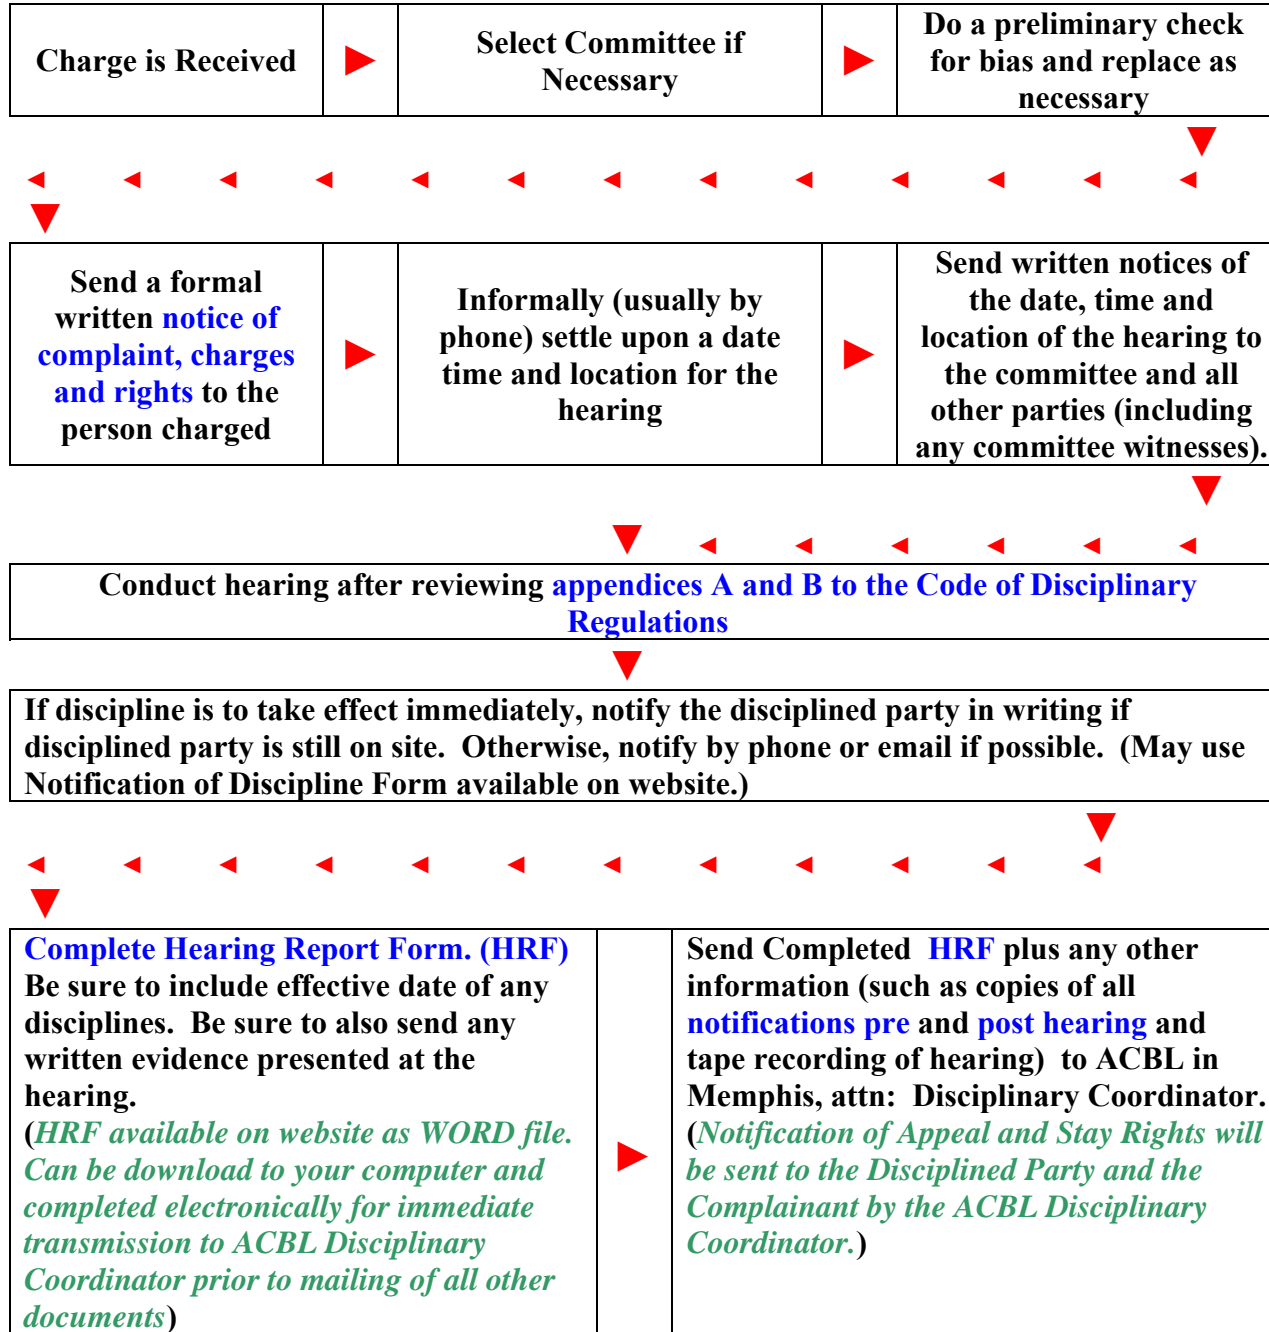 Charge is Received
Select Committee if
Necessary
Do a preliminary check
for bias and replace as
necessary
Send a formal
written notice of
complaint, charges
and rights to the
person charged
Informally (usually by
phone) settle upon a date
time and location for the
hearing
Send written notices of
the date, time and
location of the hearing to
the committee and all
other parties (including
any committee witnesses).
Conduct hearing after reviewing appendices A and B to the Code of Disciplinary
Regulations
If discipline is to take effect immediately, notify the disciplined party in writing if
disciplined party is still on site.  Otherwise, notify by phone or email if possible.  (May use
Notification of Discipline Form available on website.)
Complete Hearing Report Form. (HRF)
Be sure to include effective date of any
disciplines.  Be sure to also send any
written evidence presented at the
hearing.
(HRF available on website as WORD file.
Can be download to your computer and
completed electronically for immediate
transmission to ACBL Disciplinary
Coordinator prior to mailing of all other
documents)
Send Completed  HRF plus any other
information (such as copies of all
notifications pre and post hearing and
tape recording of hearing)  to ACBL in
Memphis, attn:  Disciplinary Coordinator.
(Notification of Appeal and Stay Rights will
be sent to the Disciplined Party and the
Complainant by the ACBL Disciplinary
Coordinator.)